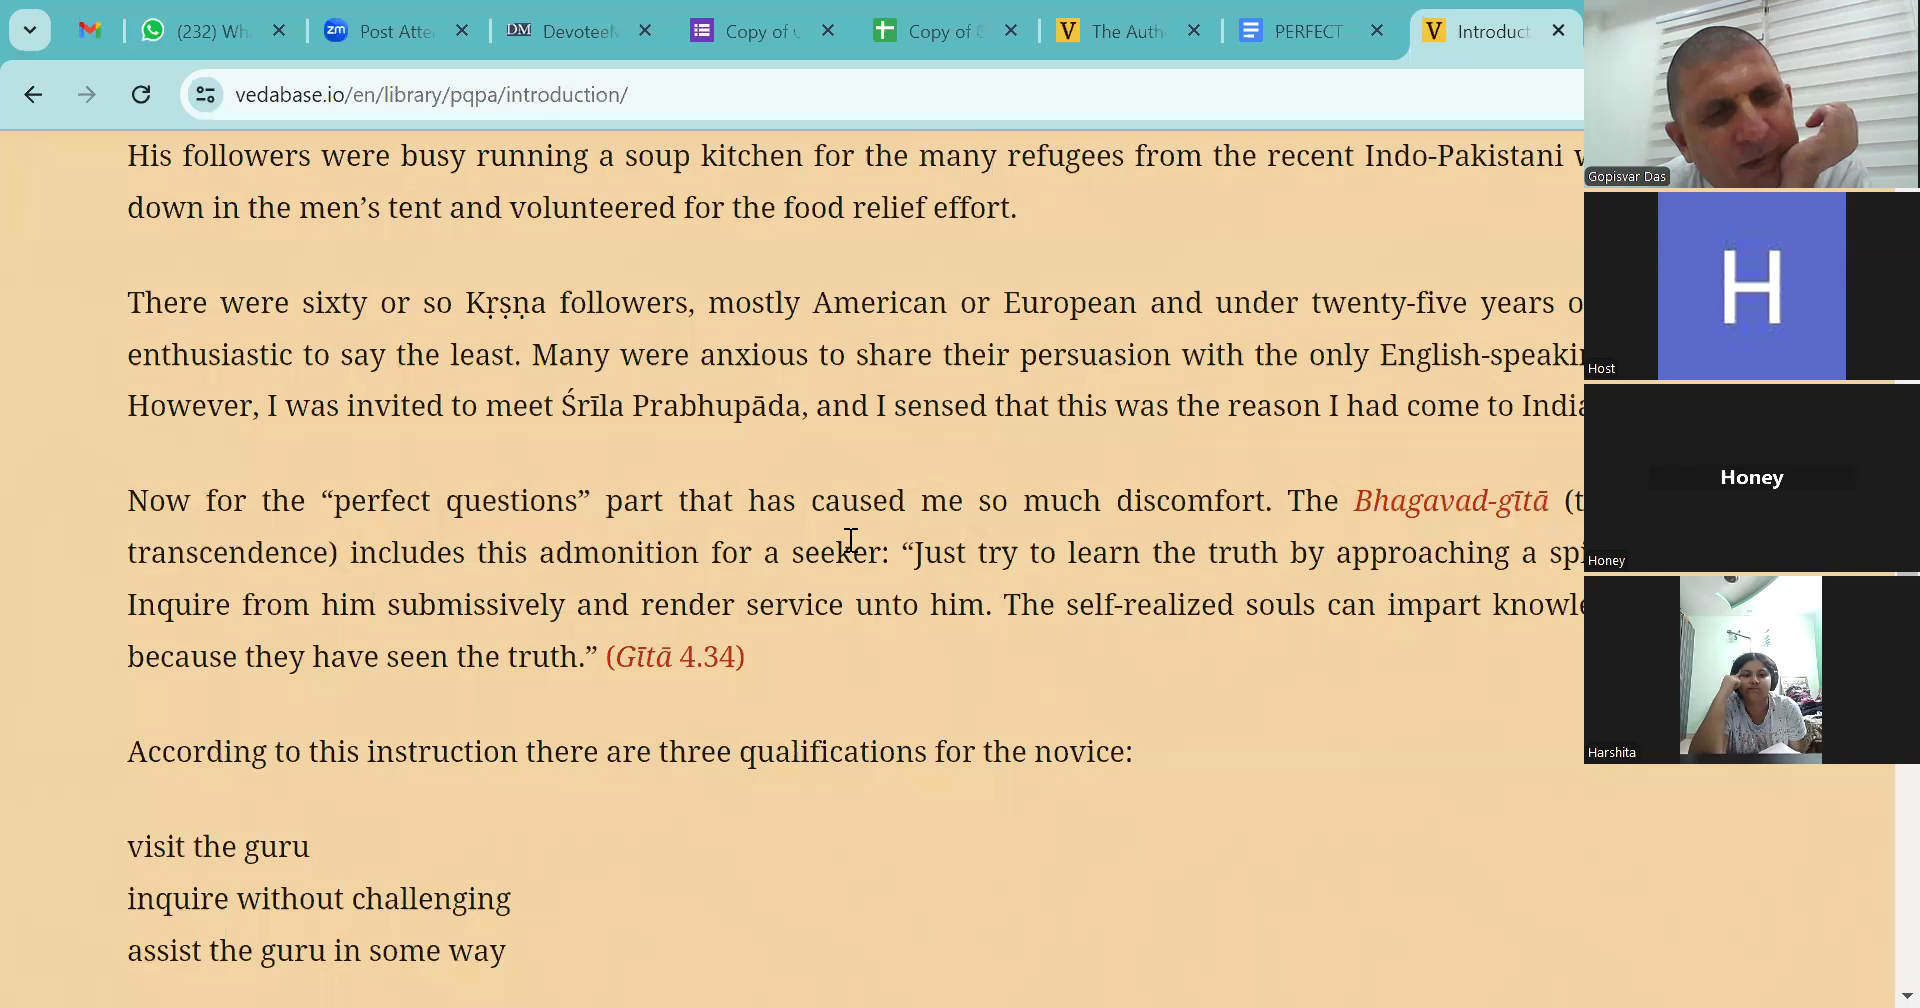 (232) Wh
Post Atte
DM Devotee
Copy of
Copy of
The Auth
PERFECT
Introduct
vedabase.io/en/library/pqpa/introduction/
His followers were busy running a soup kitchen for the many refugees from the recent Indo-Pakistani
down in the men’s tent and volunteered for the food relief effort.
There were sixty or so Kṛṣṇa followers, mostly American or European and under twenty-five years
enthusiastic to say the least. Many were anxious to share their persuasion with the only English-speakin
However, I was invited to meet Śrīla Prabhupāda, and I sensed that this was the reason I had come to India
Now for the “perfect questions” part that has caused me so much discomfort. The Bhagavad-gītā
transcendence) includes this admonition for a seeker: “Just try to learn the truth by approaching a spi
Inquire from him submissively and render service unto him. The self-realized souls can impart knowle
because they have seen the truth.” (Gītā 4.34)
According to this instruction there are three qualifications for the novice:
visit the guru
inquire without challenging
assist the guru in some way
Gopisvar Das
H
Host
Honey
Honey
Harshita